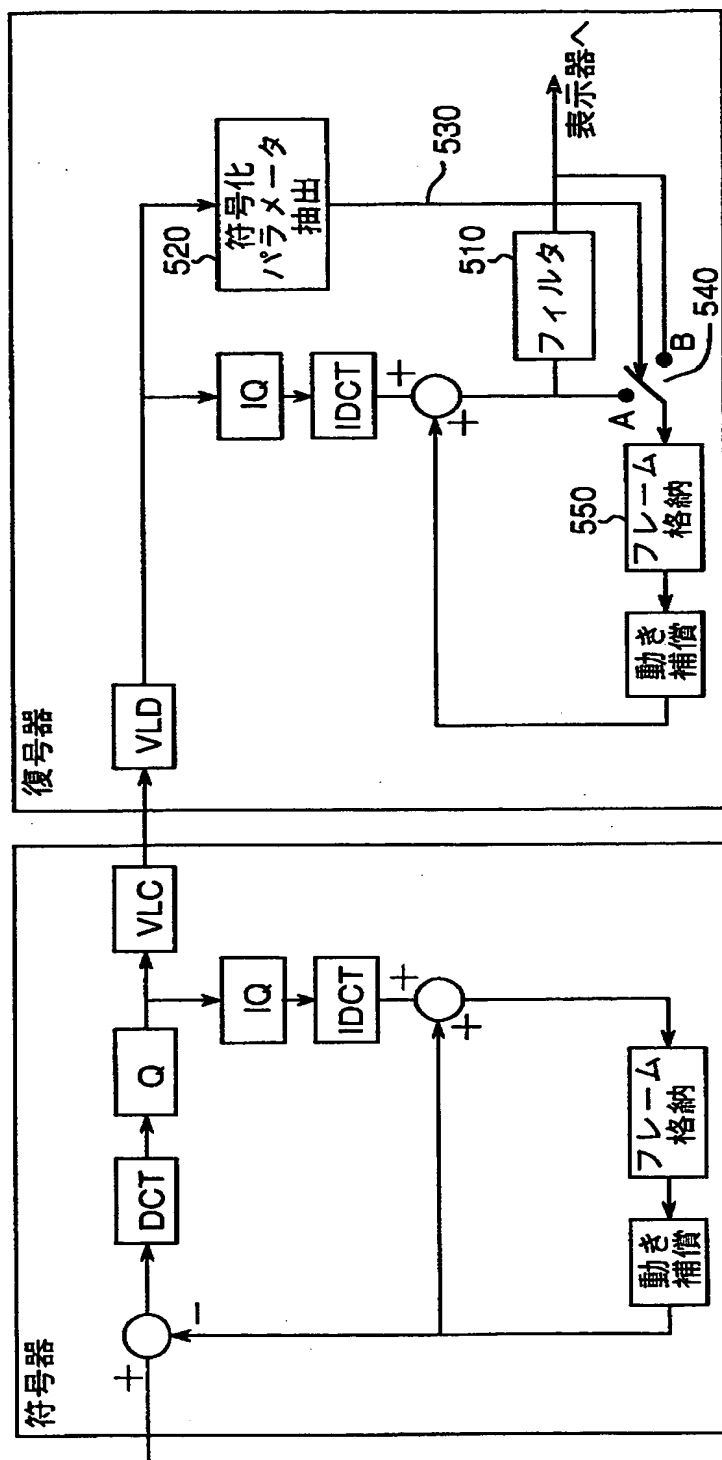 符号器
+
-
DCT
Q
VLC
IQ
IDCT
+
+
フレーム
格納
動き
補償
復号器
VLD
IQ
IDCT
+
+
520
符号化
パラメータ
抽出
530
510
フィルタ
表示器へ
A
B
540
550
フレーム
格納
動き
補償